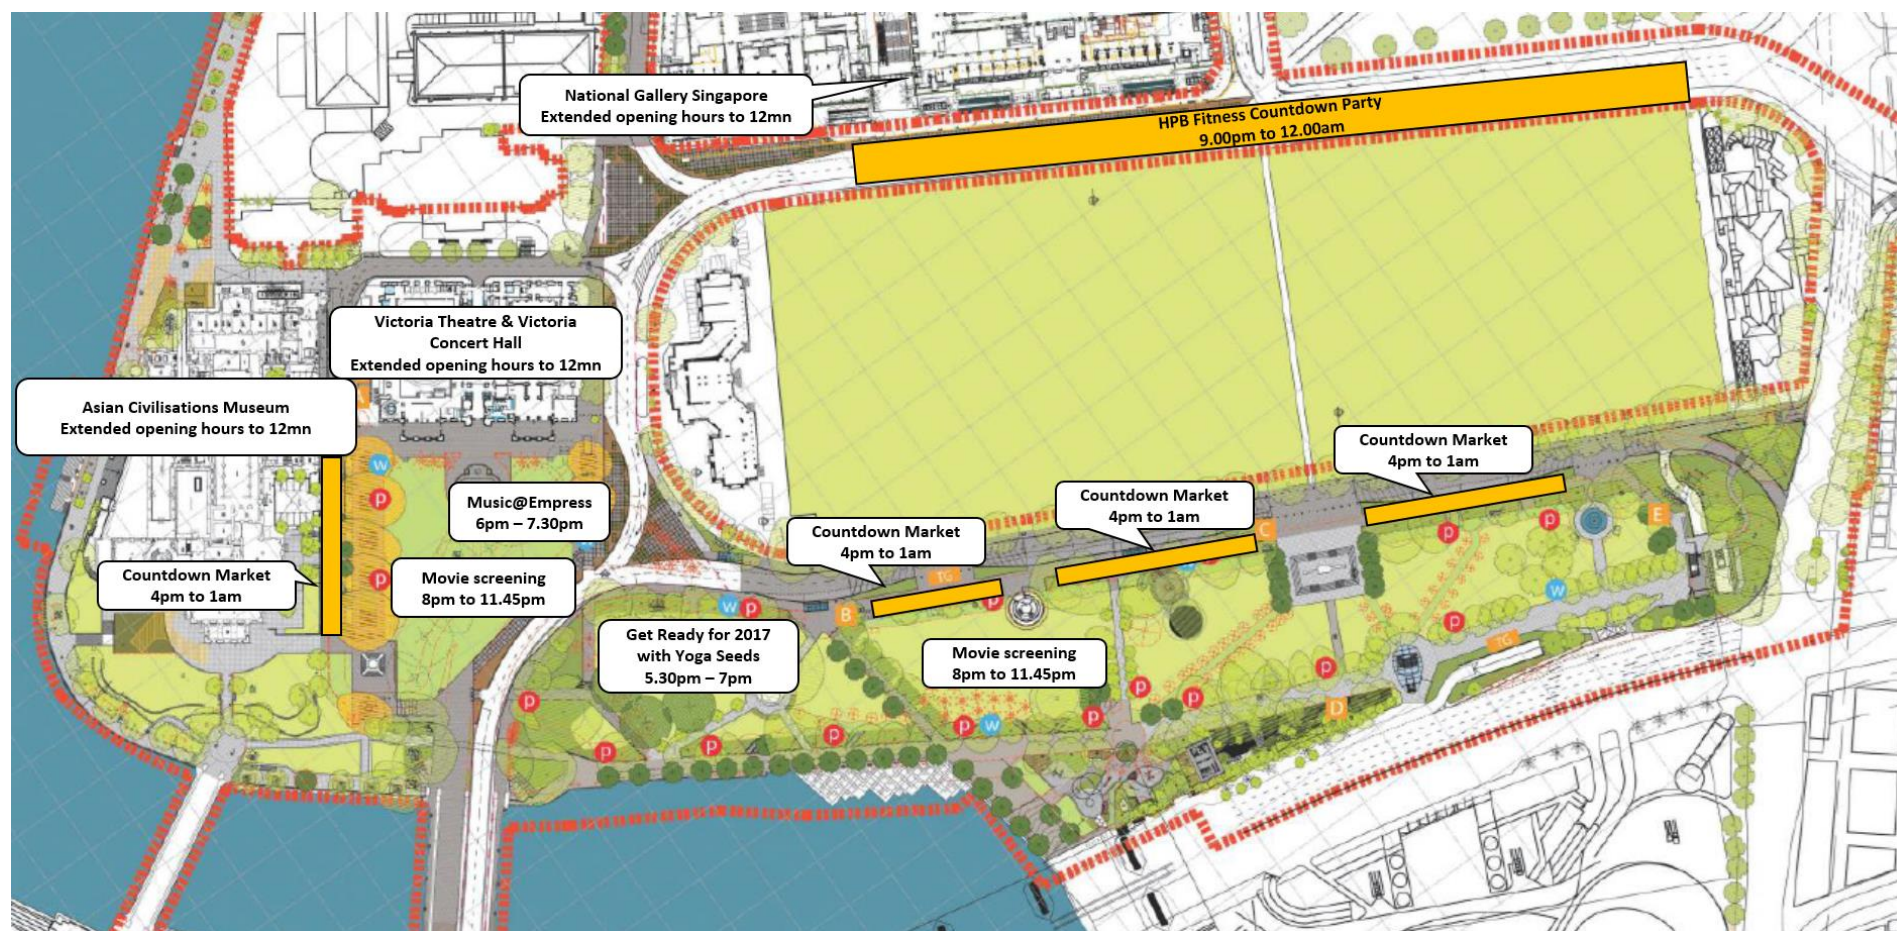 National Gallery Singapore
Extended opening hours to 12mn
HPB Fitness Countdown Party
9.00pm to 12.00am
Victoria Theatre & Victoria
Concert Hall
Extended opening hours to 12mn
Asian Civilisations Museum
Extended opening hours to 12mn
A
Countdown Market
4pm to 1am
w
Music@Empress
6pm – 7.30pm
p
Countdown Market
4pm to 1am
E
Countdown Market
4pm to 1am
C
p
p
w
Countdown Market
4pm to 1am
Movie screening
8pm to 11.45pm
p
TG
w
p
B
p
w
p
TG
Get Ready for 2017
with Yoga Seeds
5.30pm – 7pm
Movie screening
8pm to 11.45pm
p
p
p
p
D
p
p
w
p
p
p
p